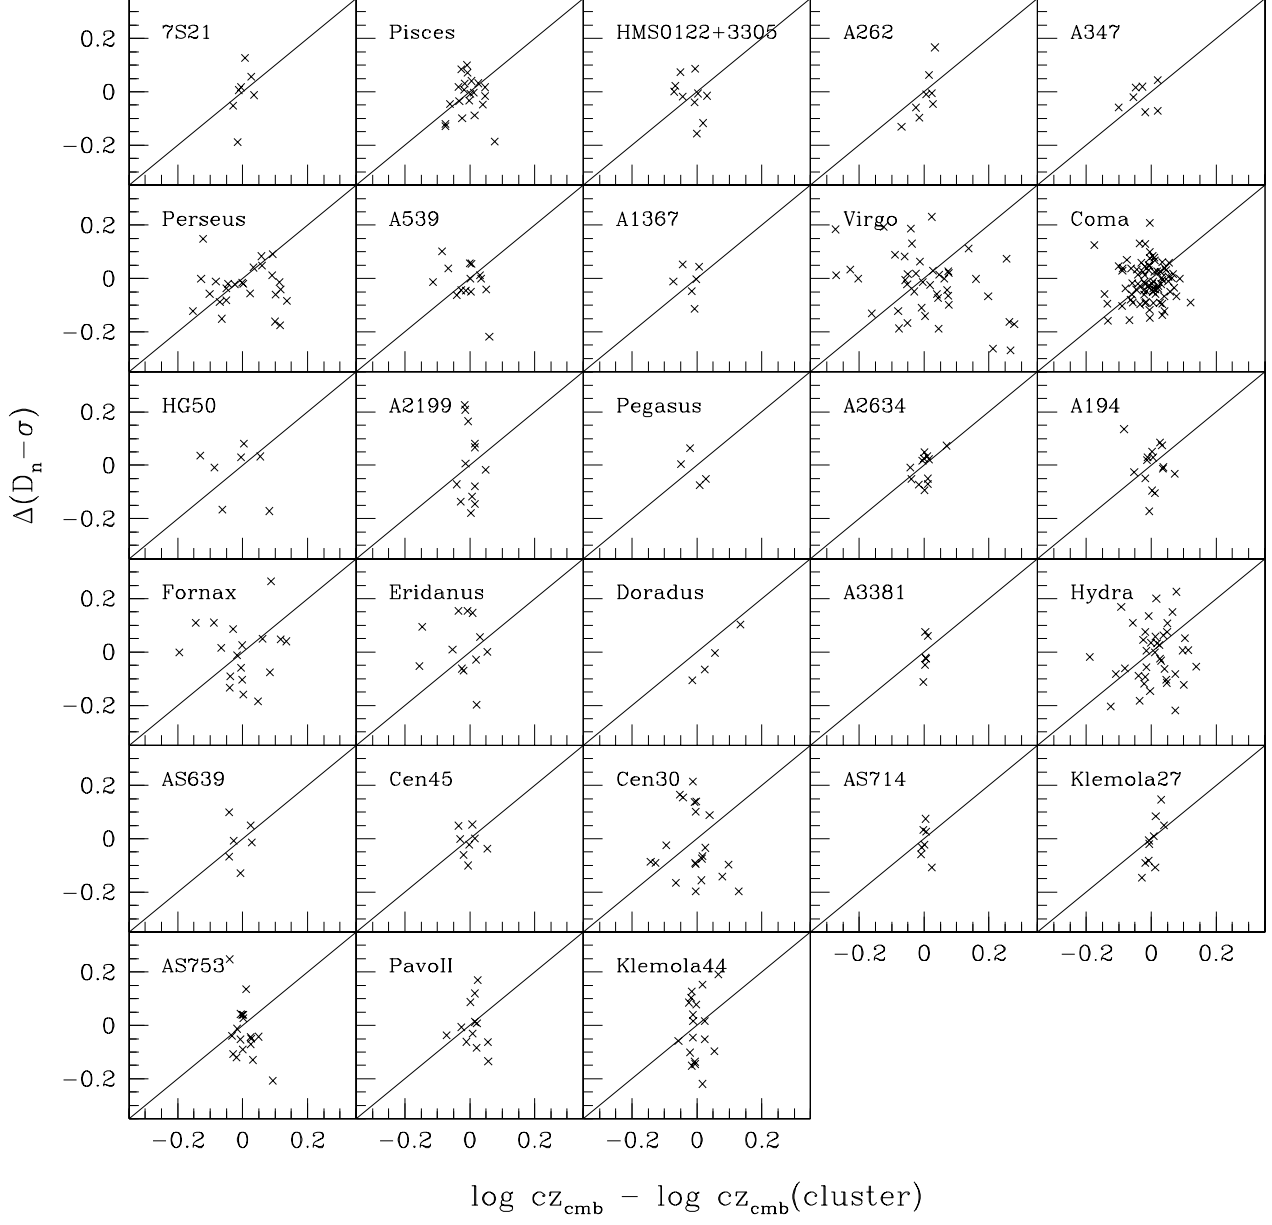 7S21 Pisces HMS0122+3305 A262 A347
0.2
0
−0.2
Perseus A539 A1367 Virgo Coma
0.2
0
−0.2
HG50 A2199 Pegasus A2634 A194
0.2
0
−0.2
Δ(Dn−σ)
Fornax Eridanus Doradus A3381 Hydra
0.2
0
−0.2
AS639 Cen45 Cen30 AS714 Klemola27
0.2
0
−0.2
−0.2 0 0.2 −0.2 0 0.2
AS753 PavoII Klemola44
0.2
0
−0.2
−0.2 0 0.2 −0.2 0 0.2 −0.2 0 0.2
log czcmb − log czcmb(cluster)